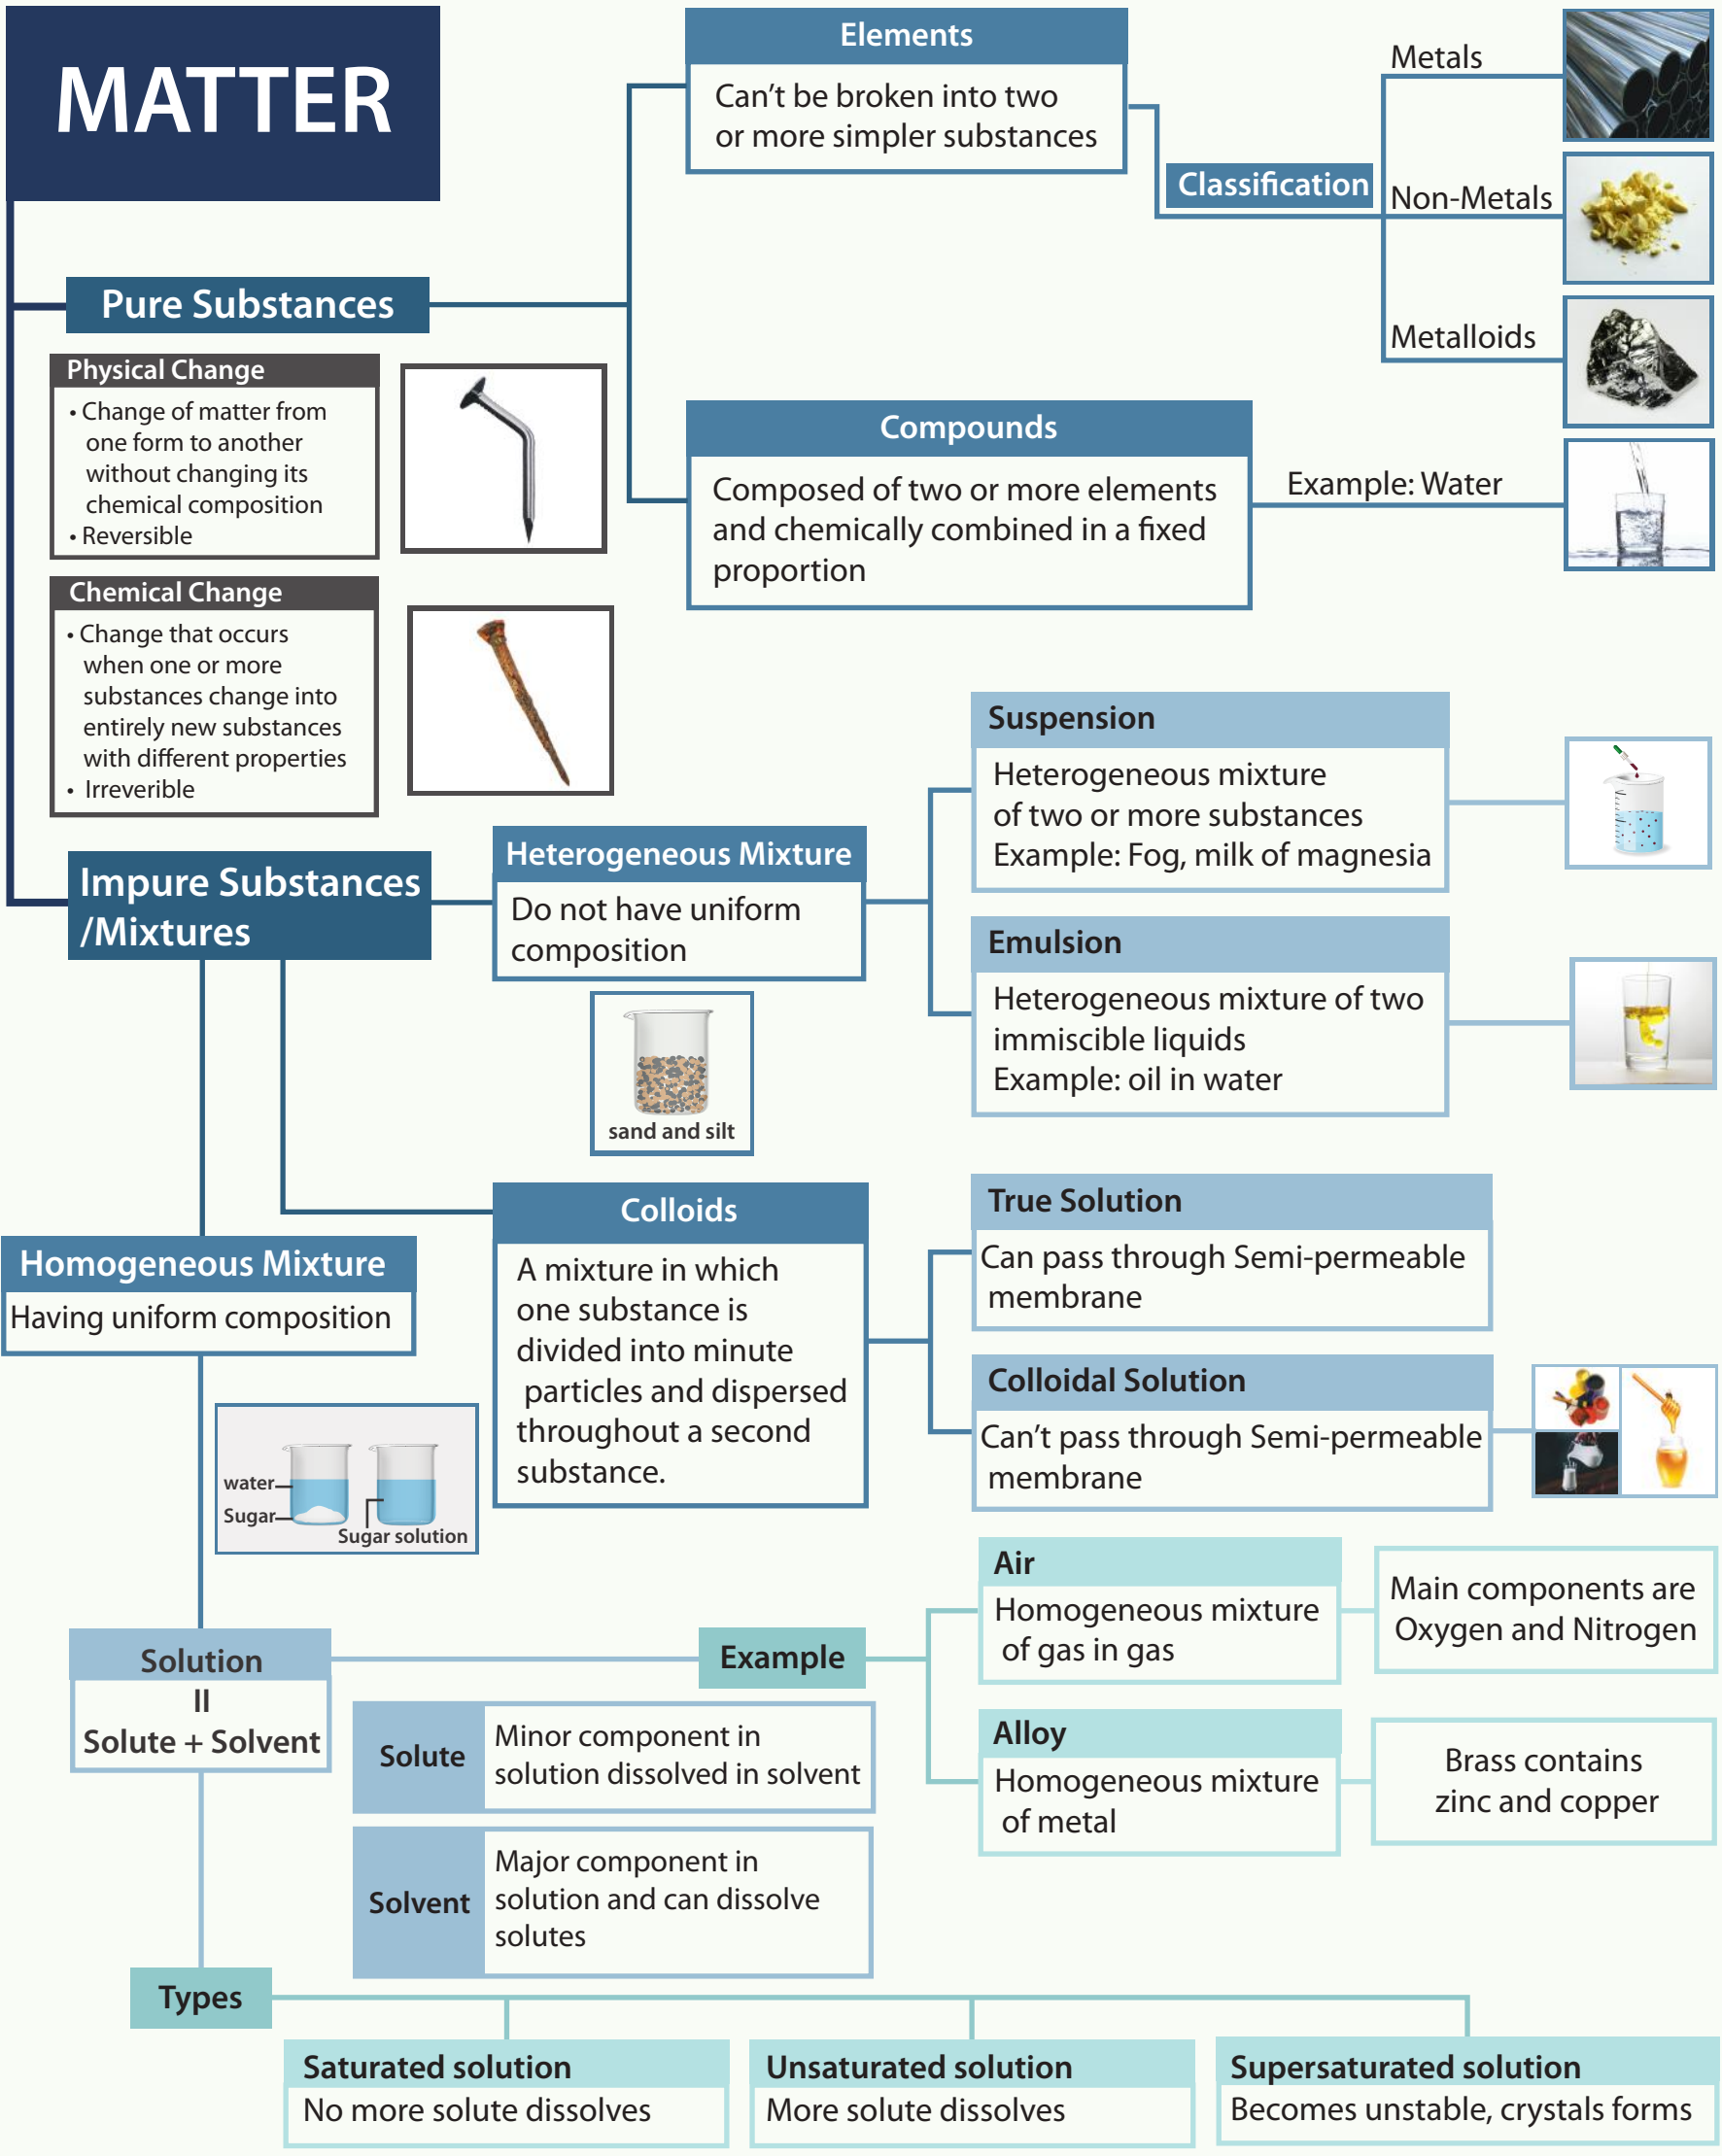 MATTER
Elements
Can't be broken into two
or more simpler substances
Classification
Metals
Non-Metals
Metalloids
Pure Substances
Physical Change
• Change of matter from
one form to another
without changing its
chemical composition
• Reversible
Compounds
Composed of two or more elements
and chemically combined in a fixed
proportion
Example: Water
Chemical Change
• Change that occurs
when one or more
substances change into
entirely new substances
with different properties
• Irreverible
Impure Substances
/Mixtures
Heterogeneous Mixture
Do not have uniform
composition
sand and silt
Suspension
Heterogeneous mixture
of two or more substances
Example: Fog, milk of magnesia
Emulsion
Heterogeneous mixture of two
immiscible liquids
Example: oil in water
Colloids
A mixture in which
one substance is
divided into minute
particles and dispersed
throughout a second
substance.
True Solution
Can pass through Semi-permeable
membrane
Colloidal Solution
Can't pass through Semi-permeable
membrane
Homogeneous Mixture
Having uniform composition
water
Sugar
Sugar solution
Solution
=
Solute + Solvent
Example
Air
Homogeneous mixture
of gas in gas
Main components are
Oxygen and Nitrogen
Alloy
Homogeneous mixture
of metal
Brass contains
zinc and copper
Solute
Minor component in
solution dissolved in solvent
Solvent
Major component in
solution and can dissolve
solutes
Types
Saturated solution
No more solute dissolves
Unsaturated solution
More solute dissolves
Supersaturated solution
Becomes unstable, crystals forms